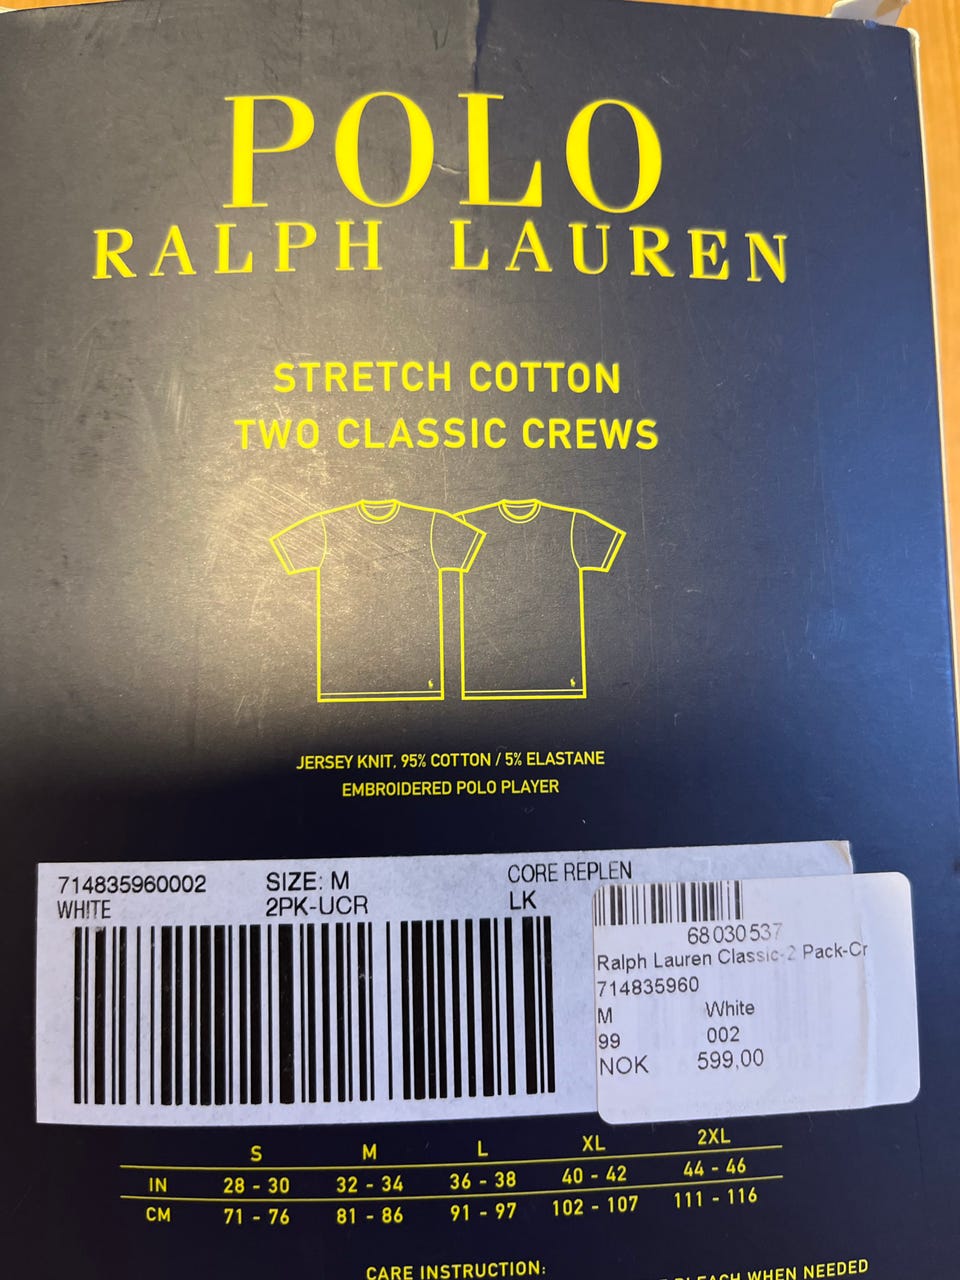 POLO
RALPH LAUREN
STRETCH COTTON
TWO CLASSIC CREWS
JERSEY KNIT, 95% COTTON / 5% ELASTANE
EMBROIDERED POLO PLAYER
714835960002 SIZE: M CORE REPLEN
WHITE 2PK-UCR LK
68030537
Ralph Lauren Classic-2 Pack-Cr
714835960
M White
99 002
NOK 599,00
S M L XL 2XL
IN 28 - 30 32 - 34 36 - 38 40 - 42 44 - 46
CM 71 - 76 81 - 86 91 - 97 102 - 107 111 - 116
CARE INSTRUCTION:
BLEACH WHEN NEEDED